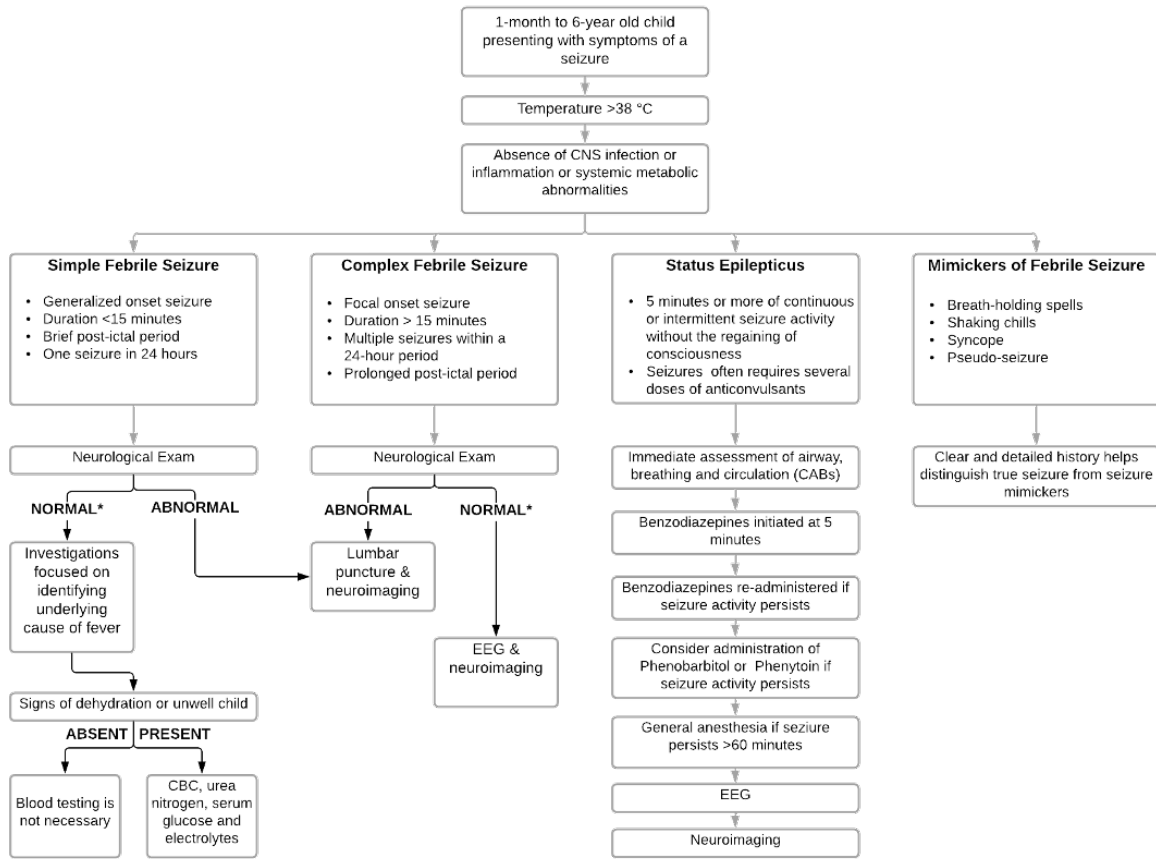 1-month to 6-year old child
presenting with symptoms of a
seizure
Temperature >38 °C
Absence of CNS infection or
inflammation or systemic metabolic
abnormalities
Simple Febrile Seizure
• Generalized onset seizure
• Duration <15 minutes
• Brief post-ictal period
• One seizure in 24 hours
Neurological Exam
NORMAL*
ABNORMAL
Investigations
focused on
identifying
underlying
cause of fever
Signs of dehydration or unwell child
ABSENT
PRESENT
Blood testing is
not necessary
CBC, urea
nitrogen, serum
glucose and
electrolytes
Complex Febrile Seizure
• Focal onset seizure
• Duration > 15 minutes
• Multiple seizures within a
24-hour period
• Prolonged post-ictal period
Neurological Exam
ABNORMAL
NORMAL*
Lumbar
puncture &
neuroimaging
EEG &
neuroimaging
Status Epilepticus
• 5 minutes or more of continuous
or intermittent seizure activity
without the regaining of
consciousness
• Seizures often requires several
doses of anticonvulsants
Immediate assessment of airway,
breathing and circulation (CABs)
Benzodiazepines initiated at 5
minutes
Benzodiazepines re-administered if
seizure activity persists
Consider administration of
Phenobarbitol or Phenytoin if
seizure activity persists
General anesthesia if seziure
persists >60 minutes
EEG
Neuroimaging
Mimickers of Febrile Seizure
• Breath-holding spells
• Shaking chills
• Syncope
• Pseudo-seizure
Clear and detailed history helps
distinguish true seizure from seizure
mimickers